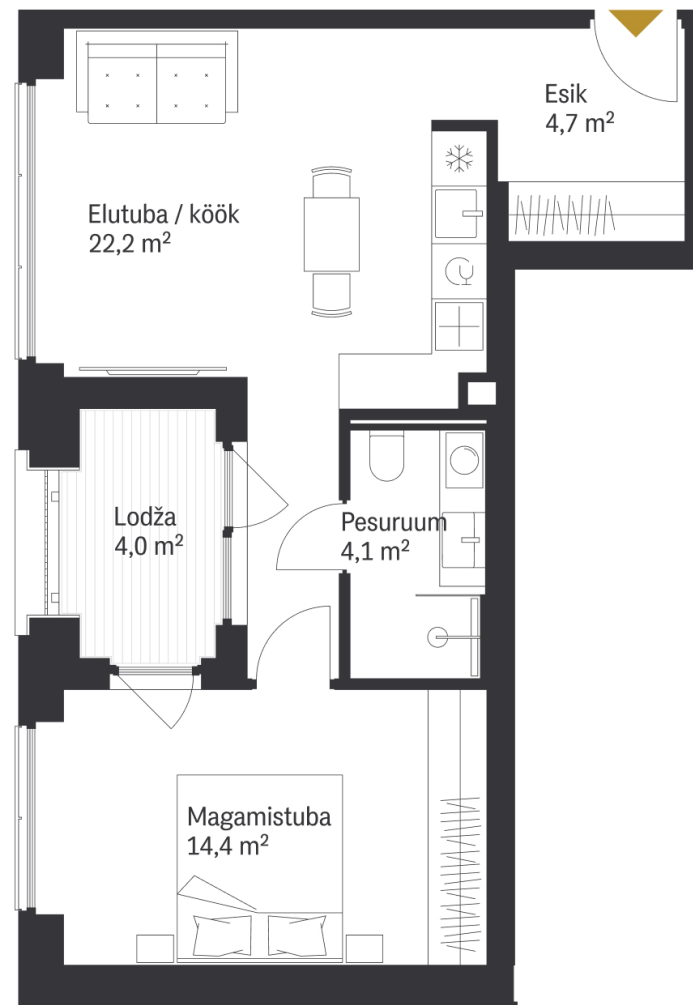 Esik
4,7 m²
Elutuba / köök
22,2 m²
Lodža
4,0 m²
Pesuruum
4,1 m²
Magamistuba
14,4 m²